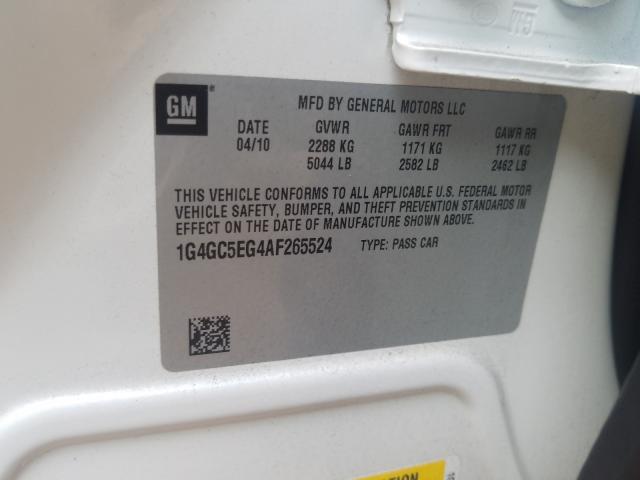 GM
MFD BY GENERAL MOTORS LLC
DATE GVWR GAWR FRT GAWR RR
04/10 2288 KG 1171 KG 1117 KG
5044 LB 2582 LB 2462 LB
THIS VEHICLE CONFORMS TO ALL APPLICABLE U.S. FEDERAL MOTOR
VEHICLE SAFETY, BUMPER, AND THEFT PREVENTION STANDARDS IN
EFFECT ON THE DATE OF MANUFACTURE SHOWN ABOVE.
1G4GC5EG4AF265524 TYPE: PASS CAR